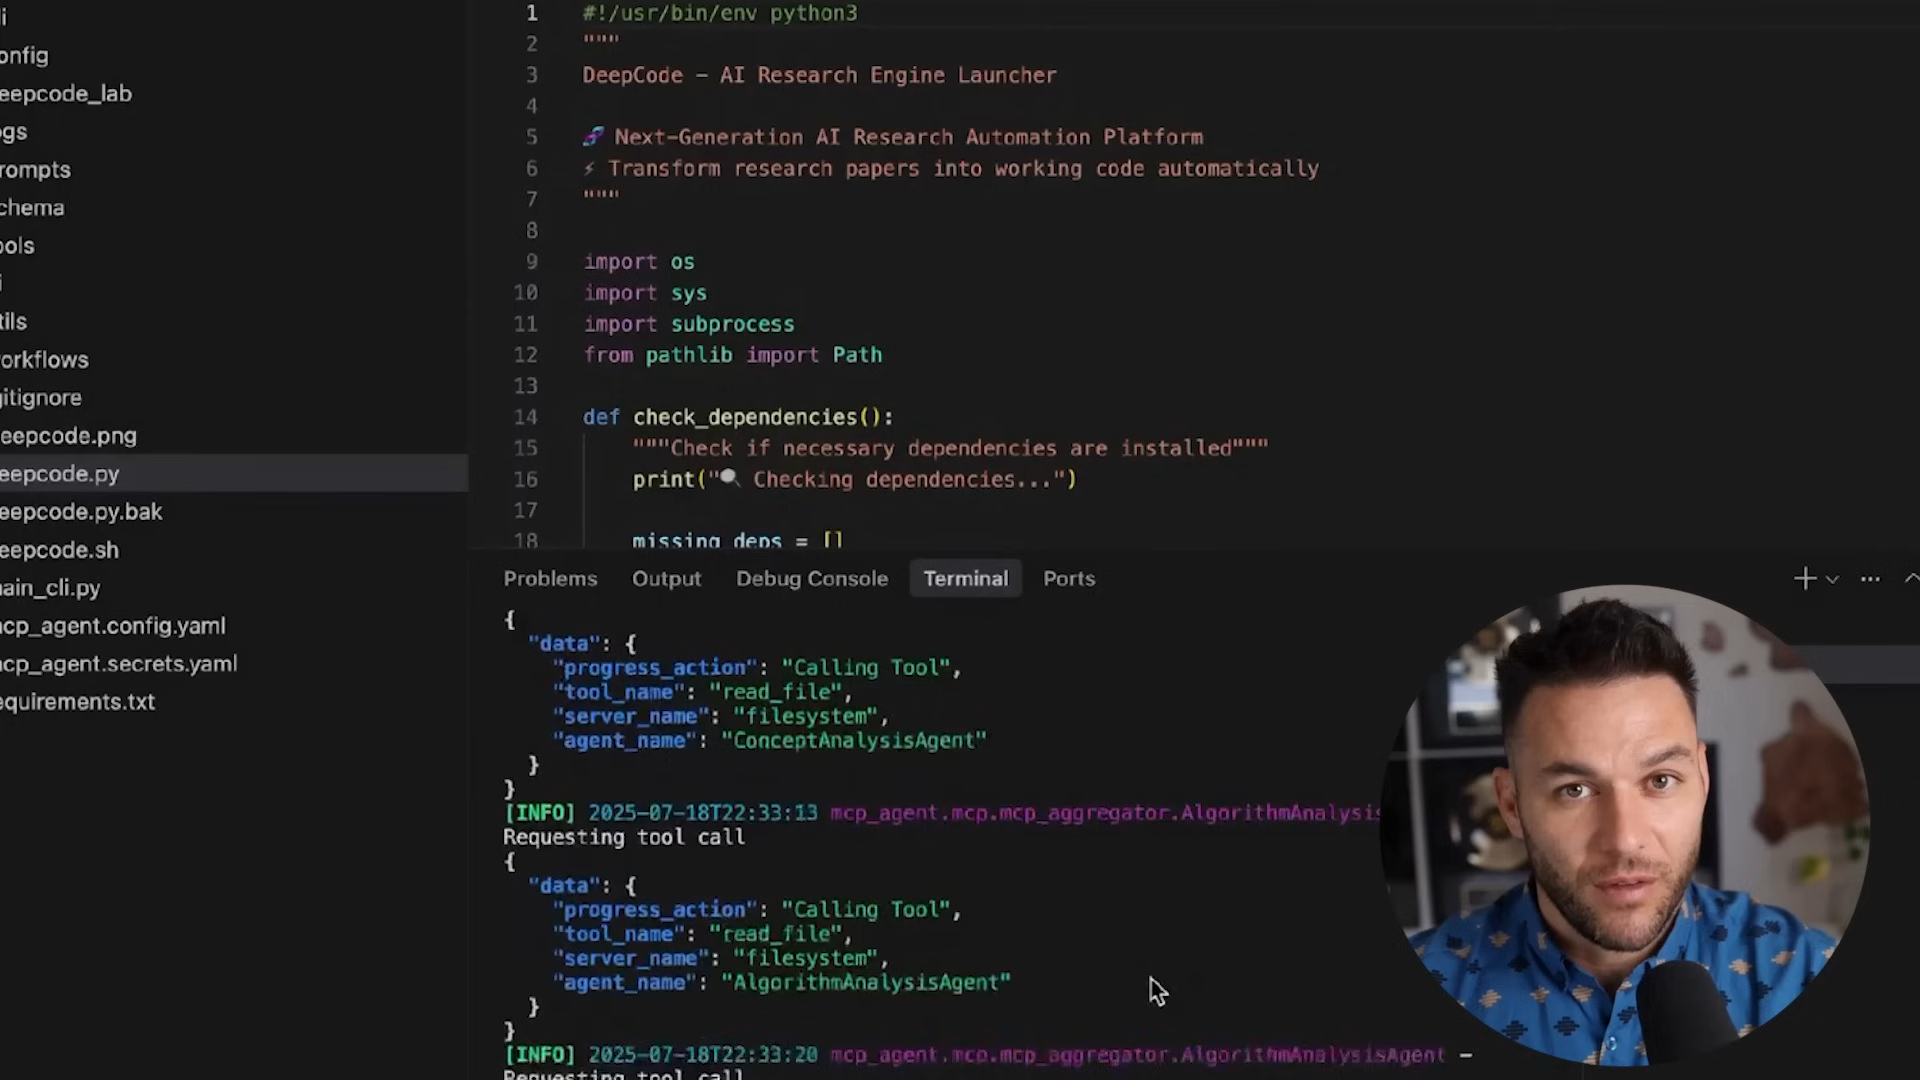 i
onfig
eepcode_lab
ogs
rompts
chema
ools
i
tils
orkflows
gitignore
eepcode.png
eepcode.py
eepcode.py.bak
eepcode.sh
ain_cli.py
cp_agent.config.yaml
cp_agent.secrets.yaml
equirements.txt
1 #!/usr/bin/env python3
2 """
3 DeepCode - AI Research Engine Launcher
4
5 🧬 Next-Generation AI Research Automation Platform
6 ⚡ Transform research papers into working code automatically
7 """
8
9 import os
10 import sys
11 import subprocess
12 from pathlib import Path
13
14 def check_dependencies():
15 """Check if necessary dependencies are installed"""
16 print("🔍 Checking dependencies...")
17
18 missing_deps = []
Problems Output Debug Console Terminal Ports
{
"data": {
"progress_action": "Calling Tool",
"tool_name": "read_file",
"server_name": "filesystem",
"agent_name": "ConceptAnalysisAgent"
}
}
[INFO] 2025-07-18T22:33:13 mcp_agent.mcp.mcp_aggregator.AlgorithmAnalysis
Requesting tool call
{
"data": {
"progress_action": "Calling Tool",
"tool_name": "read_file",
"server_name": "filesystem",
"agent_name": "AlgorithmAnalysisAgent"
}
}
[INFO] 2025-07-18T22:33:20 mcp_agent.mcp.mcp_aggregator.AlgorithmAnalysisAgent -
Requesting tool call